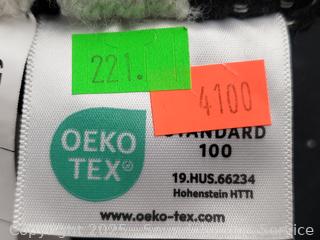 221.
4100
OEKO
TEX®
STANDARD
100
19.HUS.66234
Hohenstein HTTI
www.oeko-tex.com